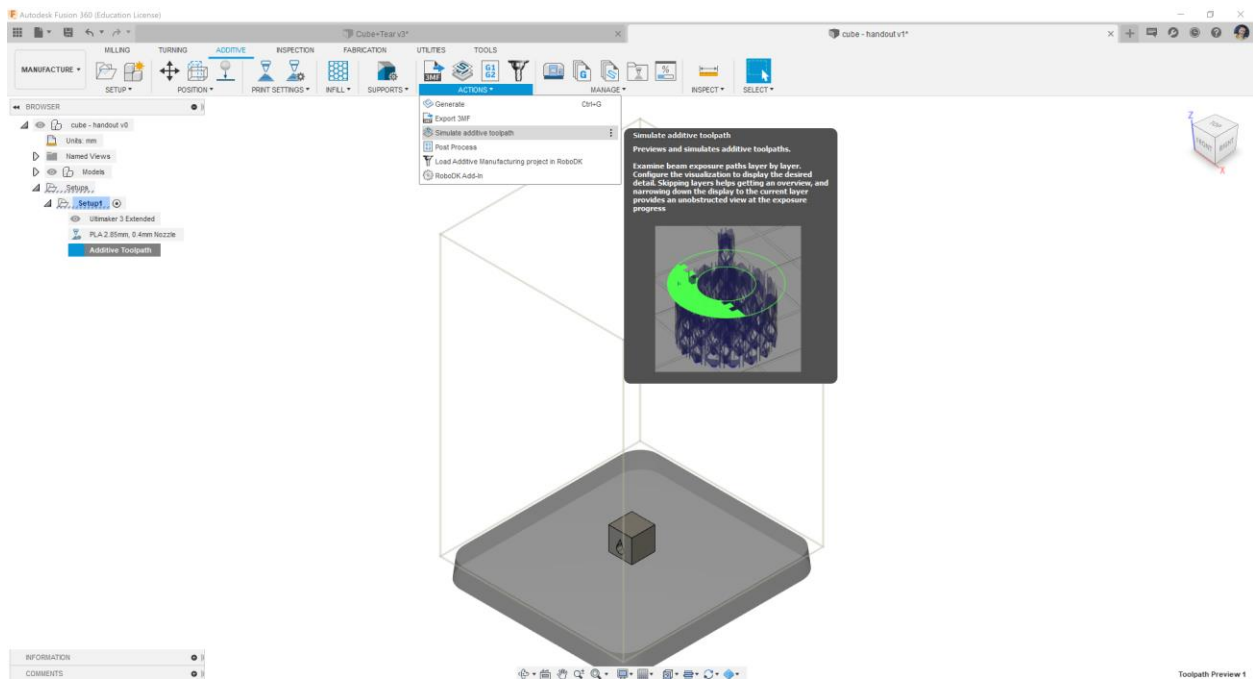 Autodesk Fusion 360 (Education License)
Cube+Tear v3*
cube - handout v1*
MILLING TURNING ADDITIVE INSPECTION FABRICATION UTILITIES TOOLS
MANUFACTURE
3MF
G1
G2
G
%
SETUP POSITION PRINT SETTINGS INFILL SUPPORTS ACTIONS MANAGE INSPECT SELECT
BROWSER
cube - handout v0
Units: mm
Named Views
Models
Setups
Setup1
Ultimaker 3 Extended
PLA 2.85mm, 0.4mm Nozzle
Additive Toolpath
Generate Ctrl+G
Export 3MF
Simulate additive toolpath
Post Process
Load Additive Manufacturing project in RoboDK
RoboDK Add-In
Simulate additive toolpath
Previews and simulates additive toolpaths.
Examine beam exposure paths layer by layer.
Configure the visualization to display the desired
detail. Skipping layers helps getting an overview, and
narrowing down the display to the current layer
provides an unobstructed view at the exposure
progress
Z
TOP
FRONT
RIGHT
X
INFORMATION
COMMENTS
Toolpath Preview 1